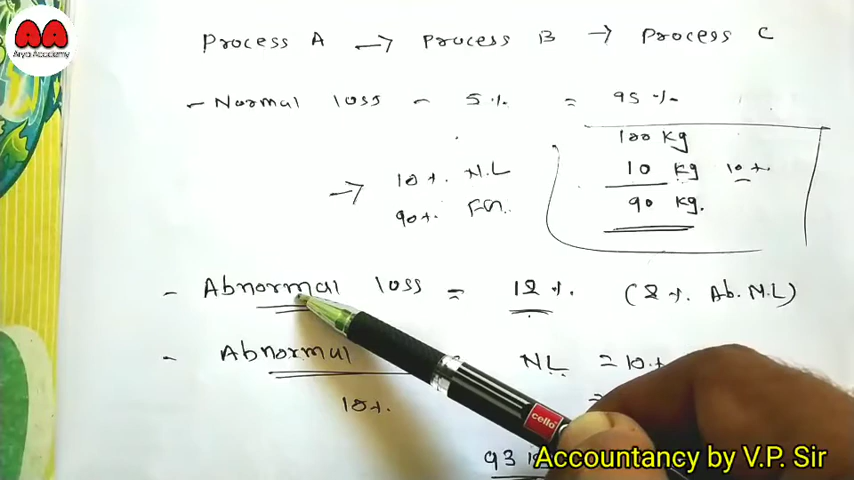 Arya Academy
Process A → Process B → Process C
- Normal loss - 5% = 95%
100 Kg
→ 10% N.L 10 Kg 10%
90% 90 Kg.
- Abnormal loss = 12% (2% Ab. N.L)
- Abnormal NL = 10%
10%
93
Accountancy by V.P. Sir
cello